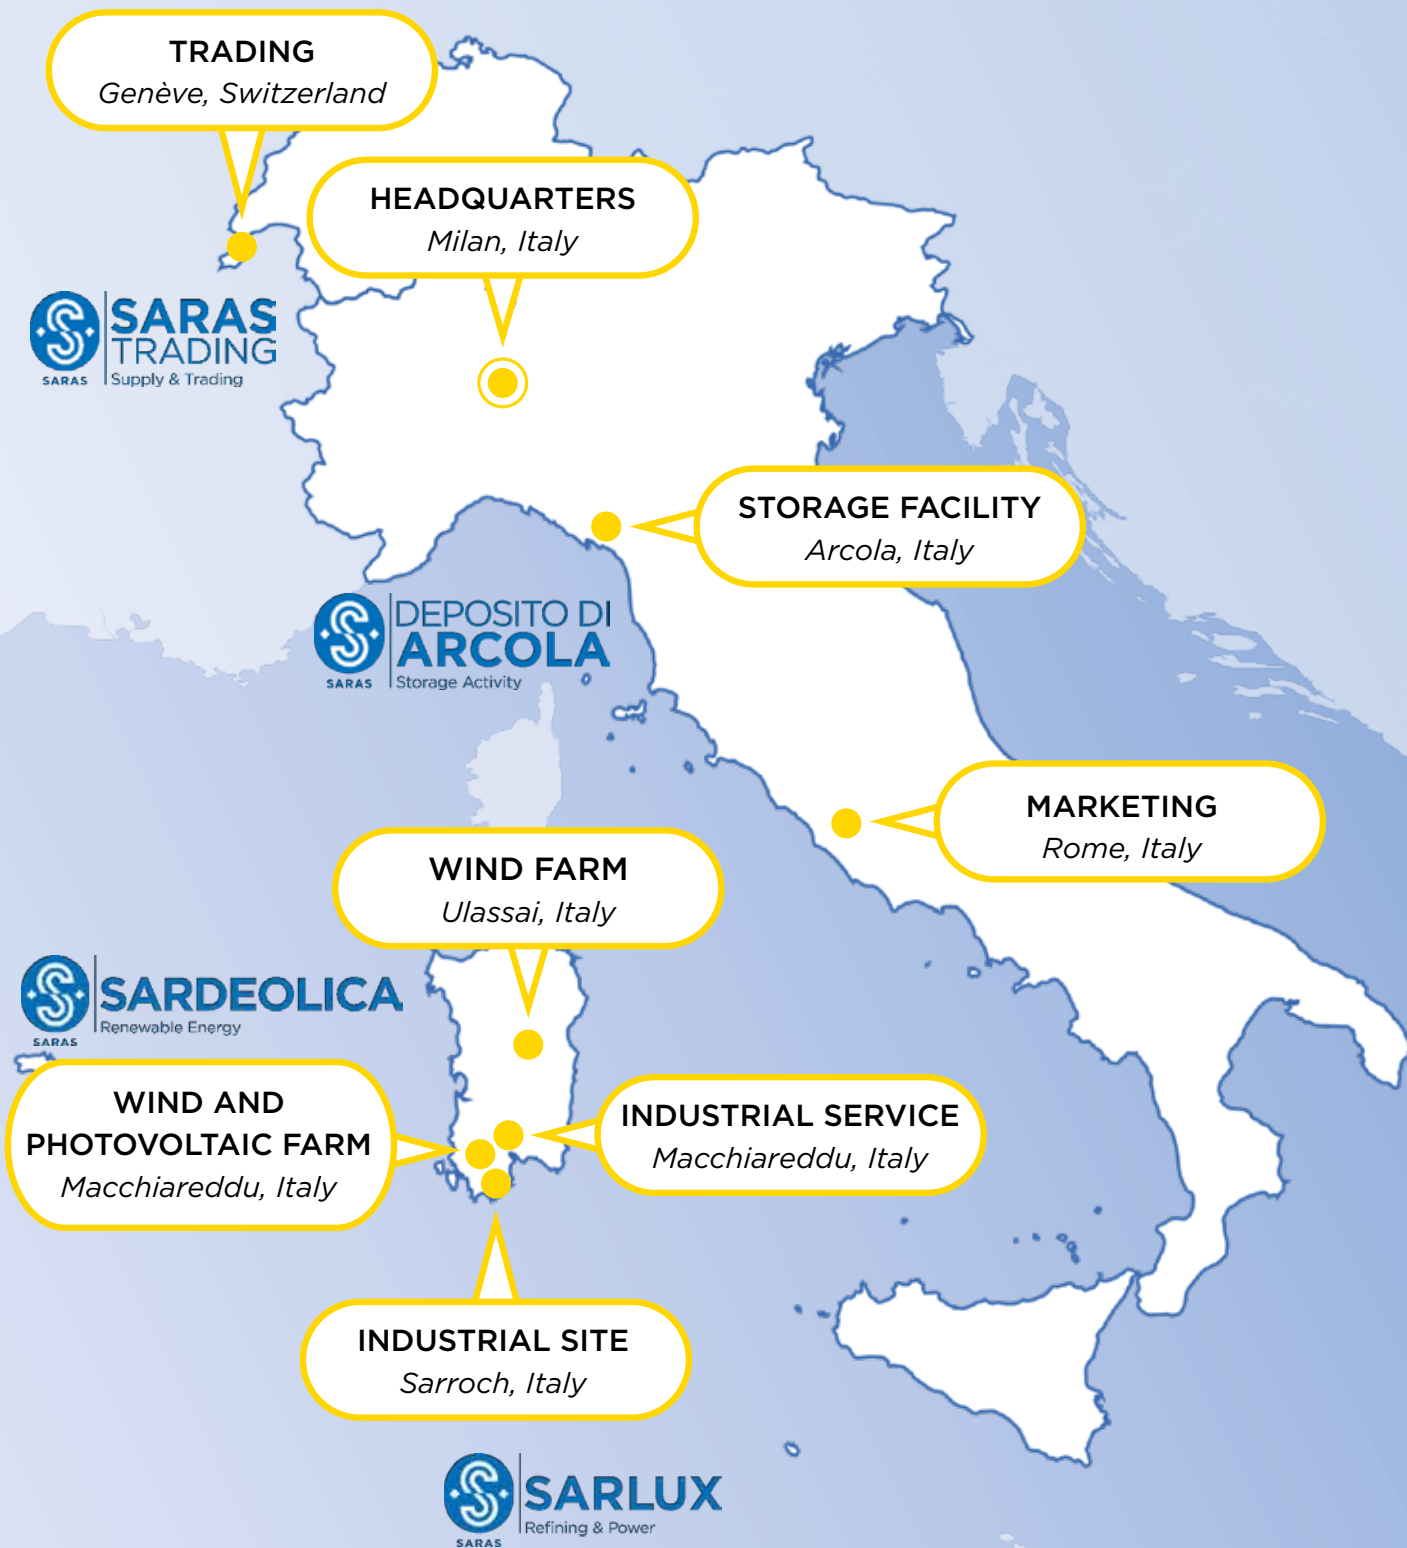 TRADING
Genève, Switzerland
HEADQUARTERS
Milan, Italy
SARAS
SARAS
TRADING
Supply & Trading
STORAGE FACILITY
Arcola, Italy
SARAS
DEPOSITO DI
ARCOLA
Storage Activity
MARKETING
Rome, Italy
WIND FARM
Ulassai, Italy
SARAS
SARDEOLICA
Renewable Energy
WIND AND
PHOTOVOLTAIC FARM
Macchiareddu, Italy
INDUSTRIAL SERVICE
Macchiareddu, Italy
INDUSTRIAL SITE
Sarroch, Italy
SARAS
SARLUX
Refining & Power